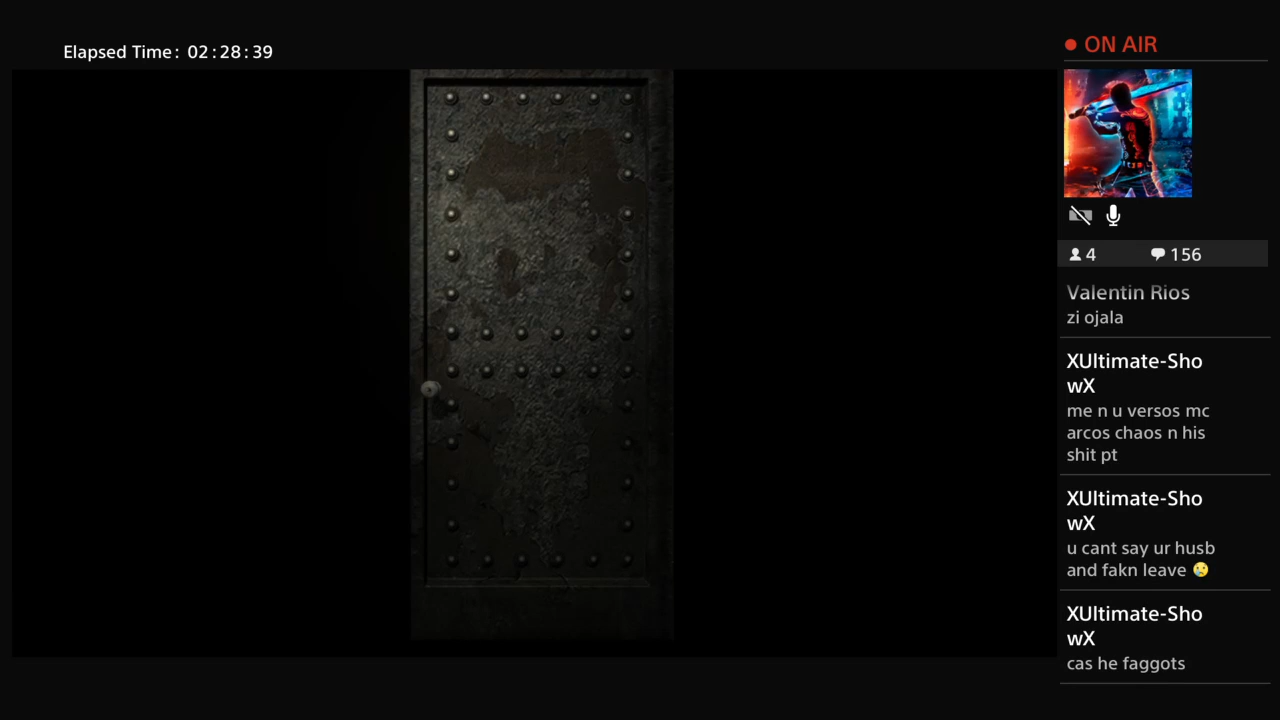 Elapsed Time: 02:28:39
ON AIR
4 156
Valentin Rios
zi ojala
XUltimate-Sho
wX
me n u versos mc
arcos chaos n his
shit pt
XUltimate-Sho
wX
u cant say ur husb
and fakn leave 😢
XUltimate-Sho
wX
cas he faggots